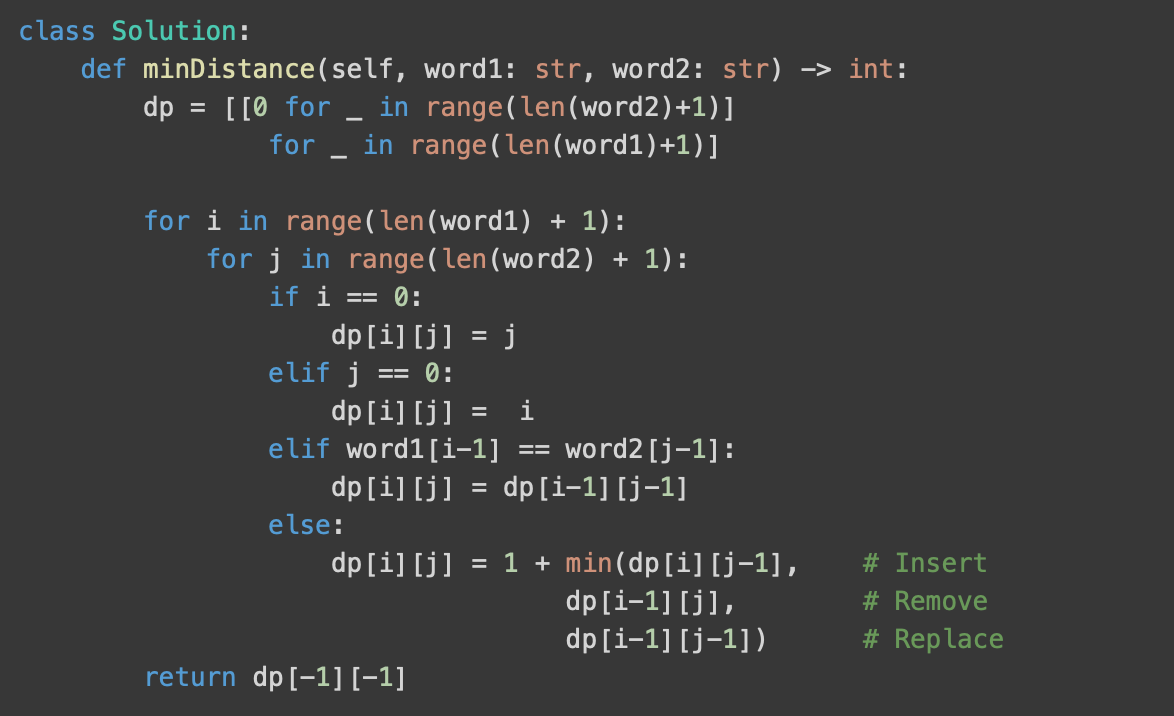 class Solution:
    def minDistance(self, word1: str, word2: str) -> int:
        dp = [[0 for _ in range(len(word2)+1)]
                for _ in range(len(word1)+1)]

        for i in range(len(word1) + 1):
            for j in range(len(word2) + 1):
                if i == 0:
                    dp[i][j] = j
                elif j == 0:
                    dp[i][j] =  i
                elif word1[i-1] == word2[j-1]:
                    dp[i][j] = dp[i-1][j-1]
                else:
                    dp[i][j] = 1 + min(dp[i][j-1],    # Insert
                                   dp[i-1][j],        # Remove
                                   dp[i-1][j-1])      # Replace
        return dp[-1][-1]